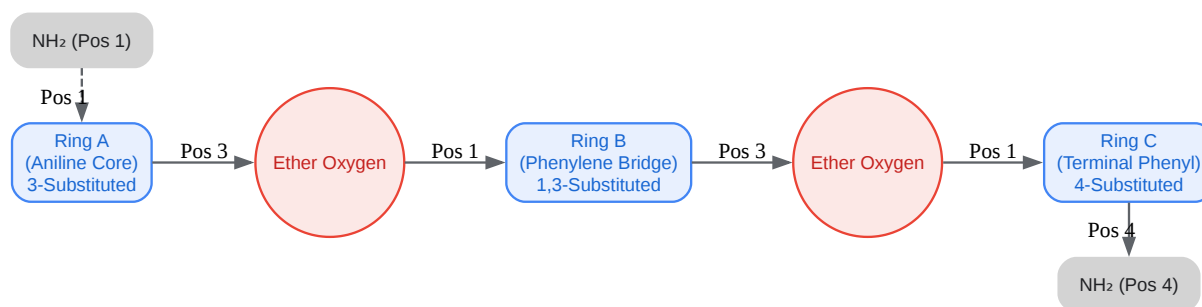 NH₂ (Pos 1)
Pos 1
Ring A
(Aniline Core)
3-Substituted
Pos 3
Ether Oxygen
Pos 1
Ring B
(Phenylene Bridge)
1,3-Substituted
Pos 3
Ether Oxygen
Pos 1
Ring C
(Terminal Phenyl)
4-Substituted
Pos 4
NH₂ (Pos 4)